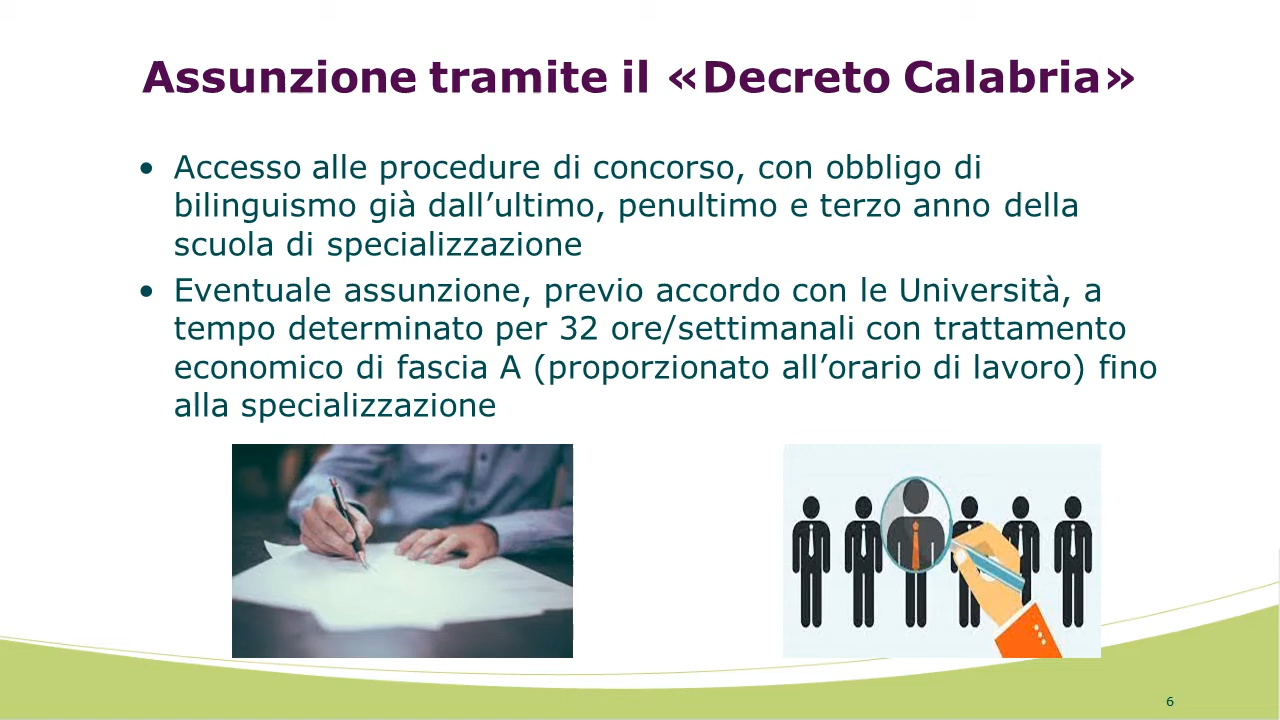 Assunzione tramite il «Decreto Calabria»
• Accesso alle procedure di concorso, con obbligo di
bilinguismo già dall’ultimo, penultimo e terzo anno della
scuola di specializzazione
• Eventuale assunzione, previo accordo con le Università, a
tempo determinato per 32 ore/settimanali con trattamento
economico di fascia A (proporzionato all’orario di lavoro) fino
alla specializzazione
6